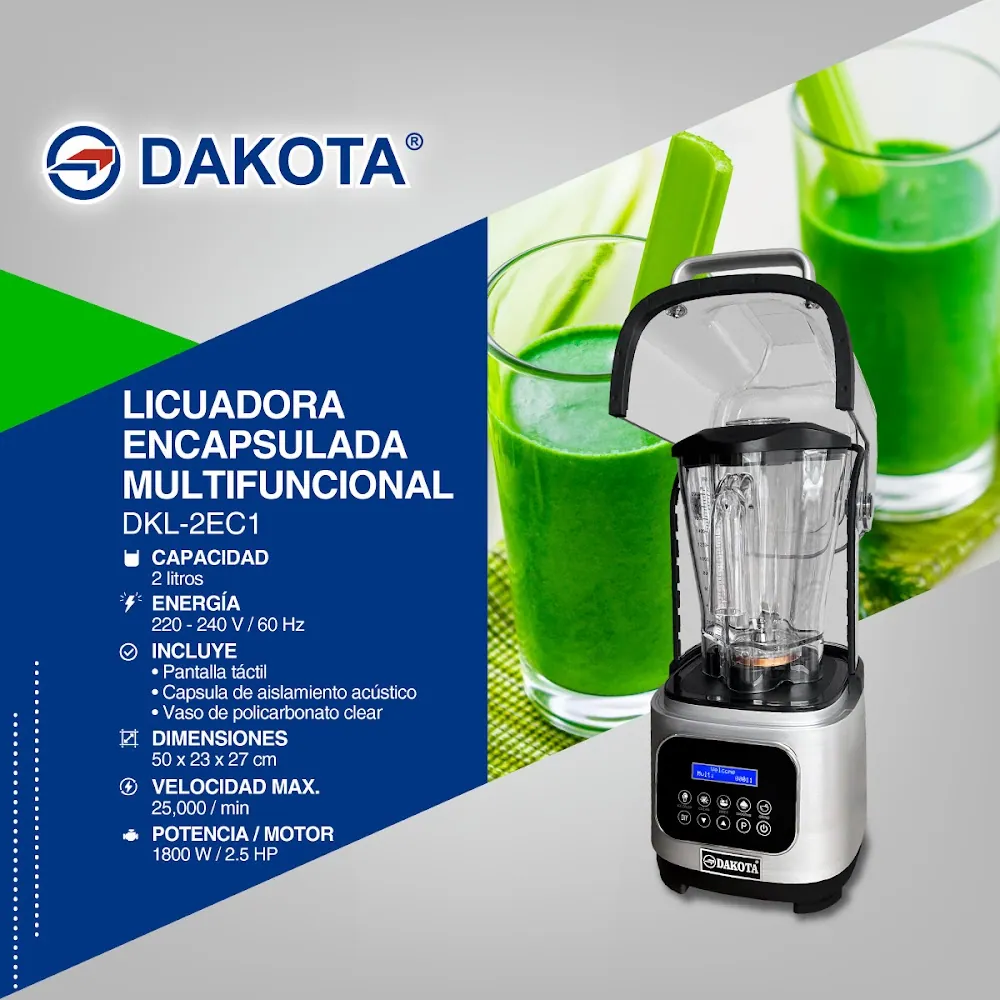 DAKOTA®
LICUADORA
ENCAPSULADA
MULTIFUNCIONAL
DKL-2EC1
CAPACIDAD
2 litros
ENERGÍA
220 - 240 V / 60 Hz
INCLUYE
• Pantalla táctil
• Capsula de aislamiento acústico
• Vaso de policarbonato clear
DIMENSIONES
50 x 23 x 27 cm
VELOCIDAD MAX.
25,000 / min
POTENCIA / MOTOR
1800 W / 2.5 HP
Welcome
DIY
P
DAKOTA